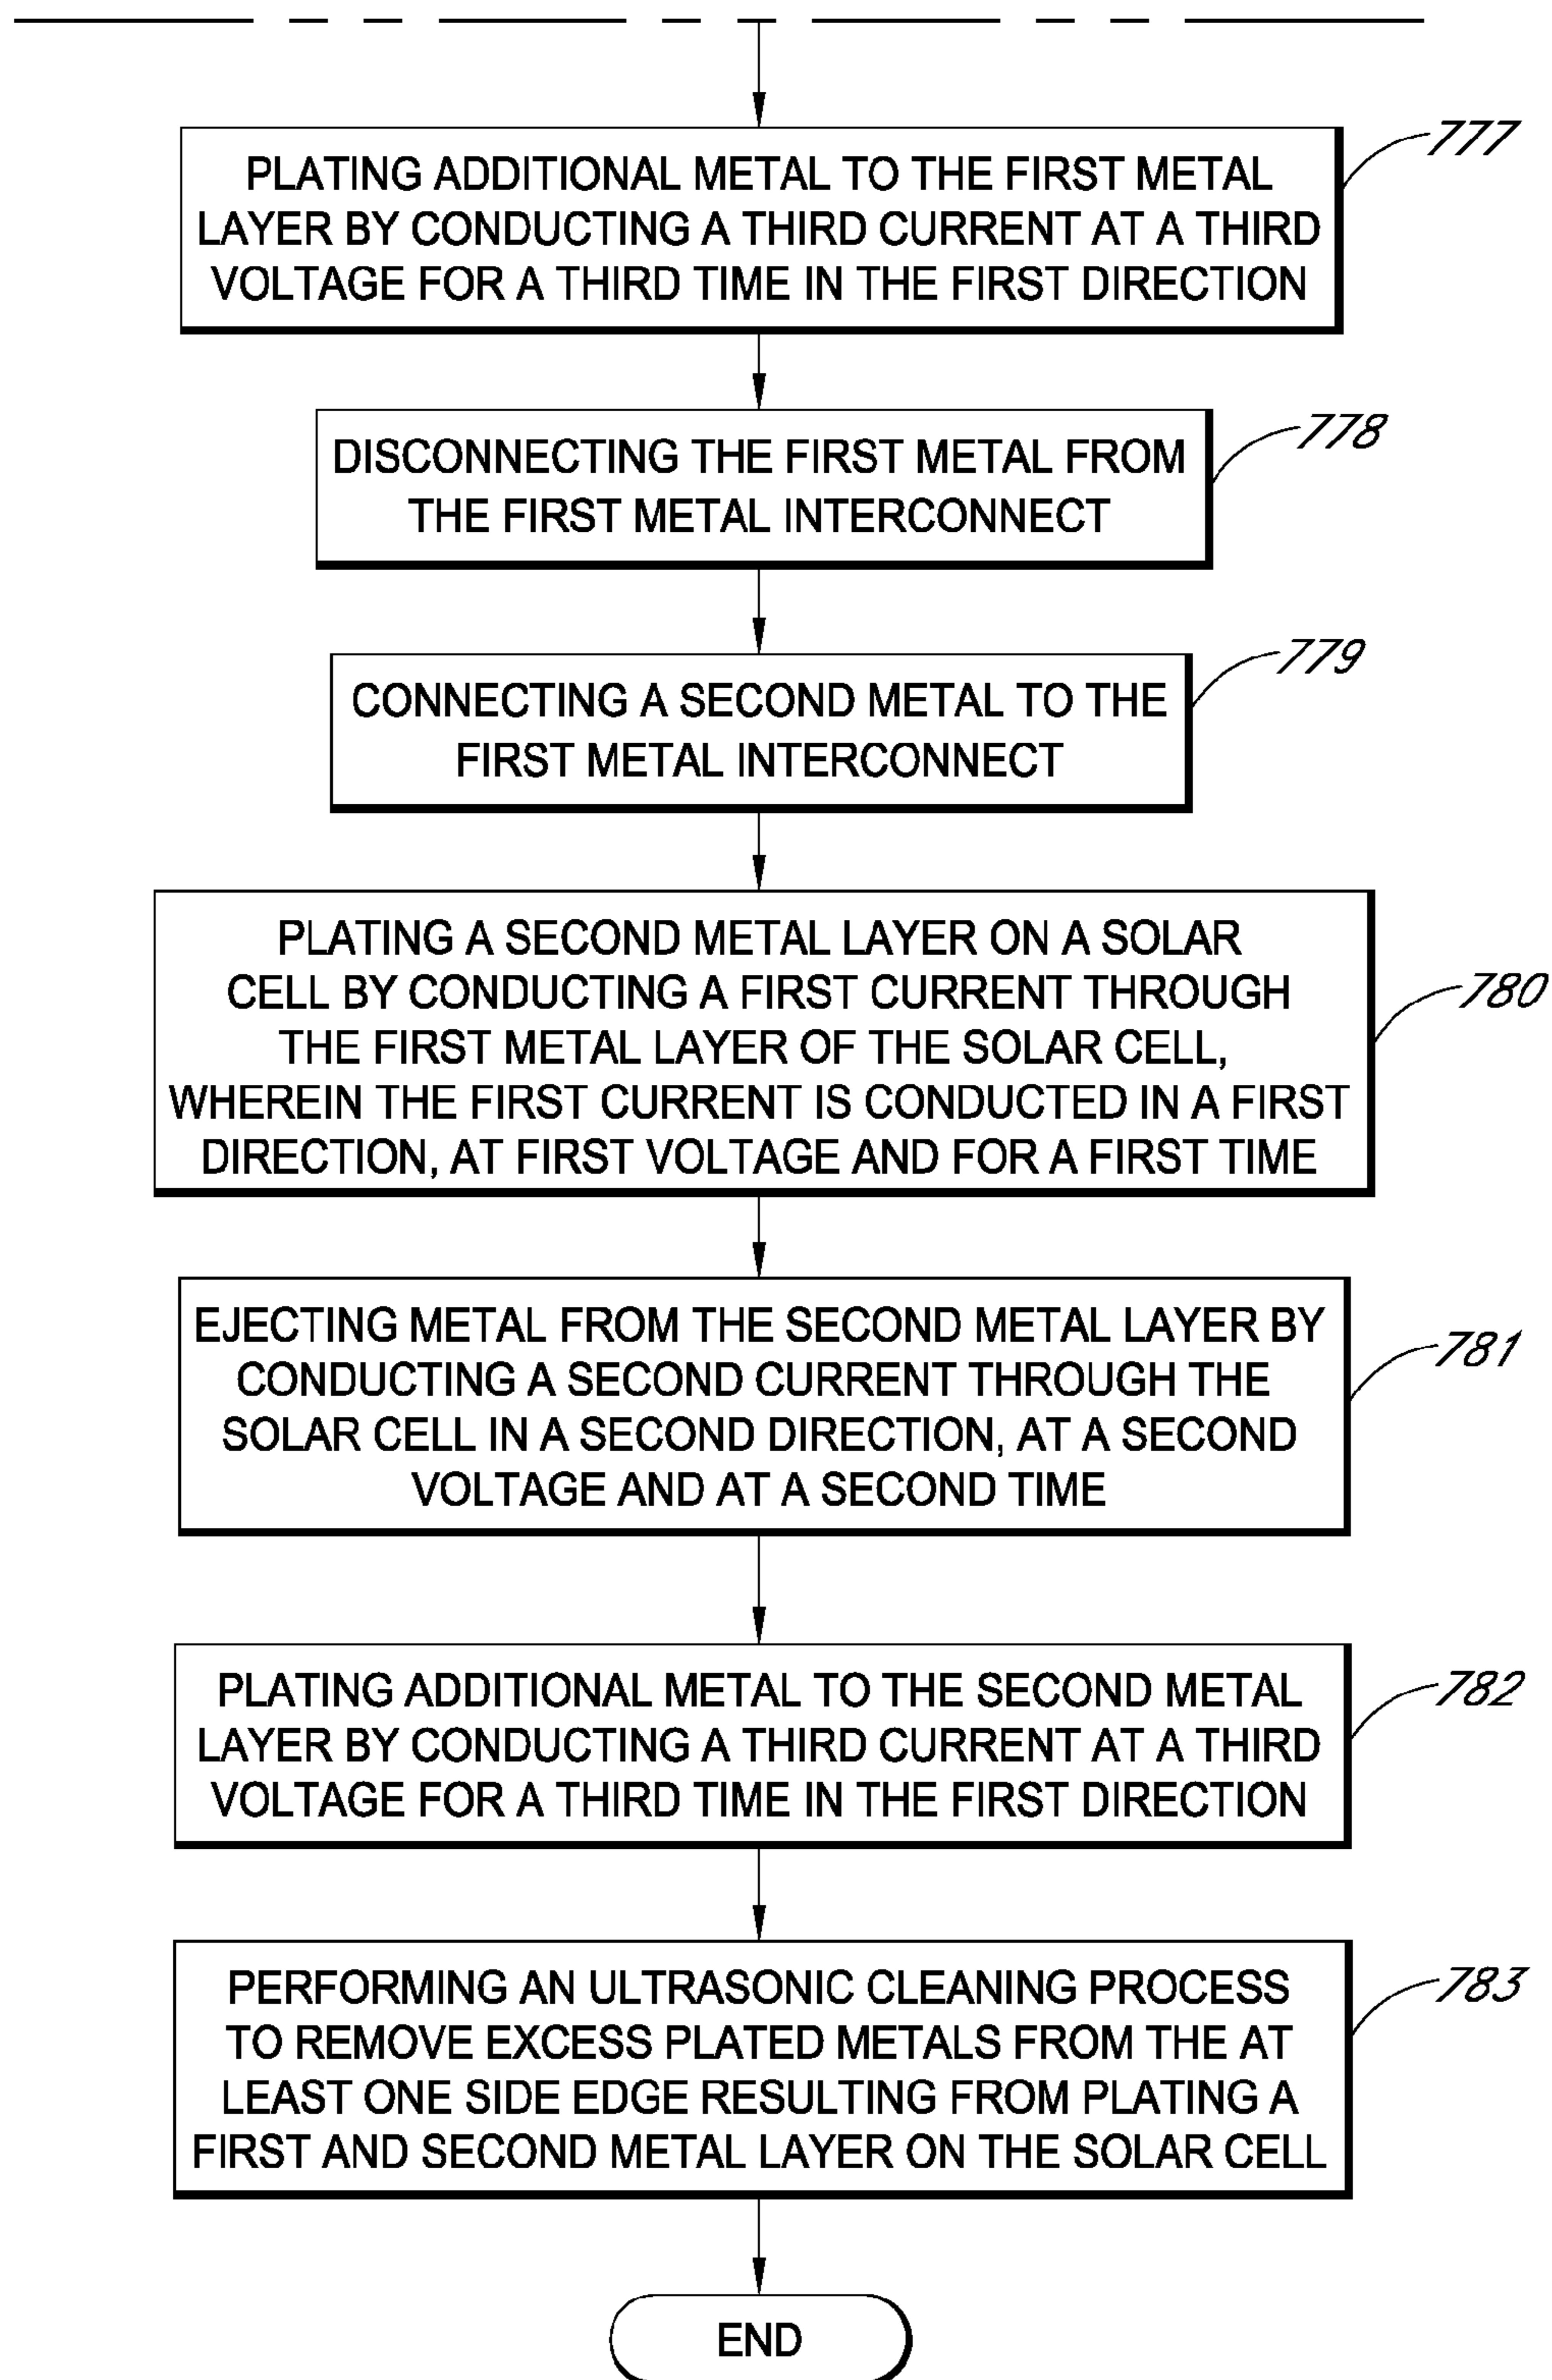 777
PLATING ADDITIONAL METAL TO THE FIRST METAL
LAYER BY CONDUCTING A THIRD CURRENT AT A THIRD
VOLTAGE FOR A THIRD TIME IN THE FIRST DIRECTION
778
DISCONNECTING THE FIRST METAL FROM
THE FIRST METAL INTERCONNECT
779
CONNECTING A SECOND METAL TO THE
FIRST METAL INTERCONNECT
780
PLATING A SECOND METAL LAYER ON A SOLAR
CELL BY CONDUCTING A FIRST CURRENT THROUGH
THE FIRST METAL LAYER OF THE SOLAR CELL,
WHEREIN THE FIRST CURRENT IS CONDUCTED IN A FIRST
DIRECTION, AT FIRST VOLTAGE AND FOR A FIRST TIME
781
EJECTING METAL FROM THE SECOND METAL LAYER BY
CONDUCTING A SECOND CURRENT THROUGH THE
SOLAR CELL IN A SECOND DIRECTION, AT A SECOND
VOLTAGE AND AT A SECOND TIME
782
PLATING ADDITIONAL METAL TO THE SECOND METAL
LAYER BY CONDUCTING A THIRD CURRENT AT A THIRD
VOLTAGE FOR A THIRD TIME IN THE FIRST DIRECTION
783
PERFORMING AN ULTRASONIC CLEANING PROCESS
TO REMOVE EXCESS PLATED METALS FROM THE AT
LEAST ONE SIDE EDGE RESULTING FROM PLATING A
FIRST AND SECOND METAL LAYER ON THE SOLAR CELL
END